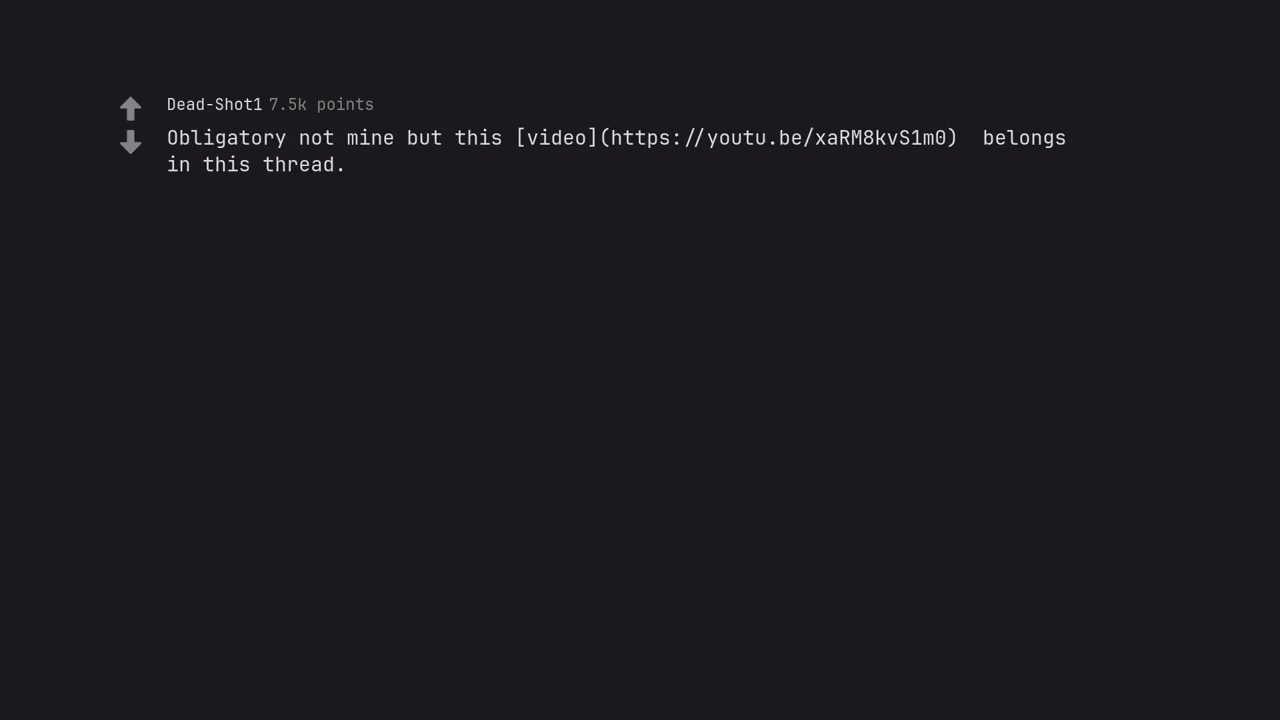 Dead-Shot1 7.5k points
Obligatory not mine but this [video](https://youtu.be/xaRM8kvS1m0)  belongs
in this thread.